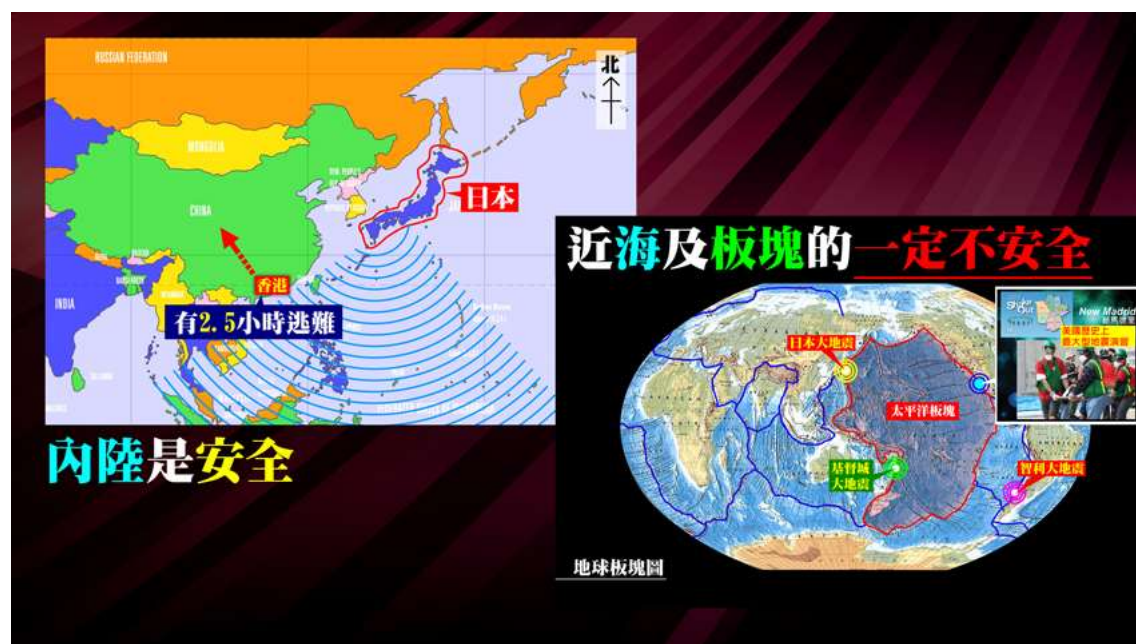 RUSSIAN FEDERATION
北
MONGOLIA
CHINA
日本
INDIA
香港
有2.5小時逃難
內陸是安全
近海及板塊的一定不安全
Shake Out
New Madrid
美國歷史上
最大型地震演習
日本大地震
太平洋板塊
基督城
大地震
智利大地震
地球板塊圖